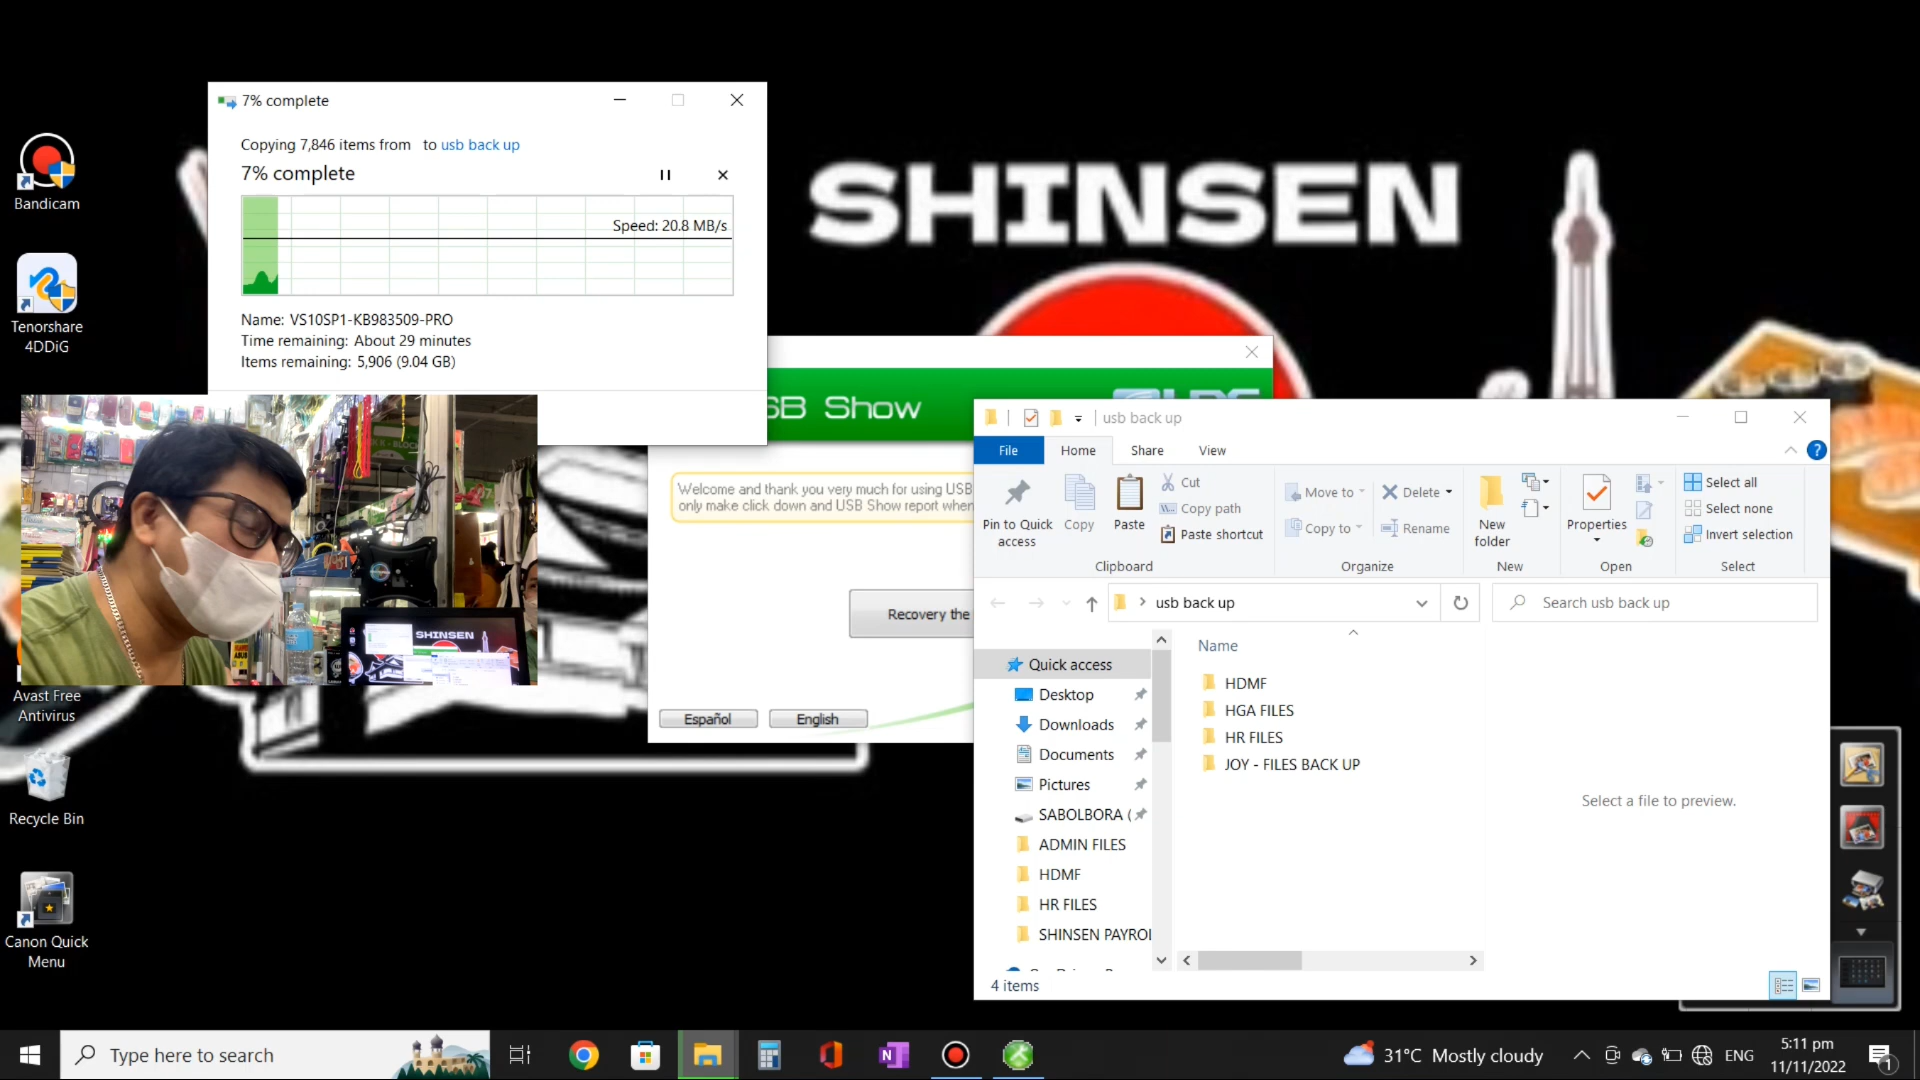 SHINSEN
7% complete
Copying 7,846 items from to usb back up
7% complete
Speed: 20.8 MB/s
Name: VS10SP1-KB983509-PRO
Time remaining: About 29 minutes
Items remaining: 5,906 (9.04 GB)
Bandicam
Tenorshare
4DDiG
Avast Free
Antivirus
Recycle Bin
Canon Quick
Menu
SHINSEN
SB Show
Welcome and thank you very much for using USB
only make click down and USB Show report when
Recovery the
Español
English
usb back up
File
Home
Share
View
Pin to Quick
access
Copy
Paste
Cut
Copy path
Paste shortcut
Clipboard
Move to
Copy to
Delete
Rename
Organize
New
folder
New
Properties
Open
Select all
Select none
Invert selection
Select
usb back up
Search usb back up
Quick access
Desktop
Downloads
Documents
Pictures
SABOLBORA (
ADMIN FILES
HDMF
HR FILES
SHINSEN PAYROL
Name
HDMF
HGA FILES
HR FILES
JOY - FILES BACK UP
Select a file to preview.
4 items
Type here to search
31°C Mostly cloudy
ENG
5:11 pm
11/11/2022
1